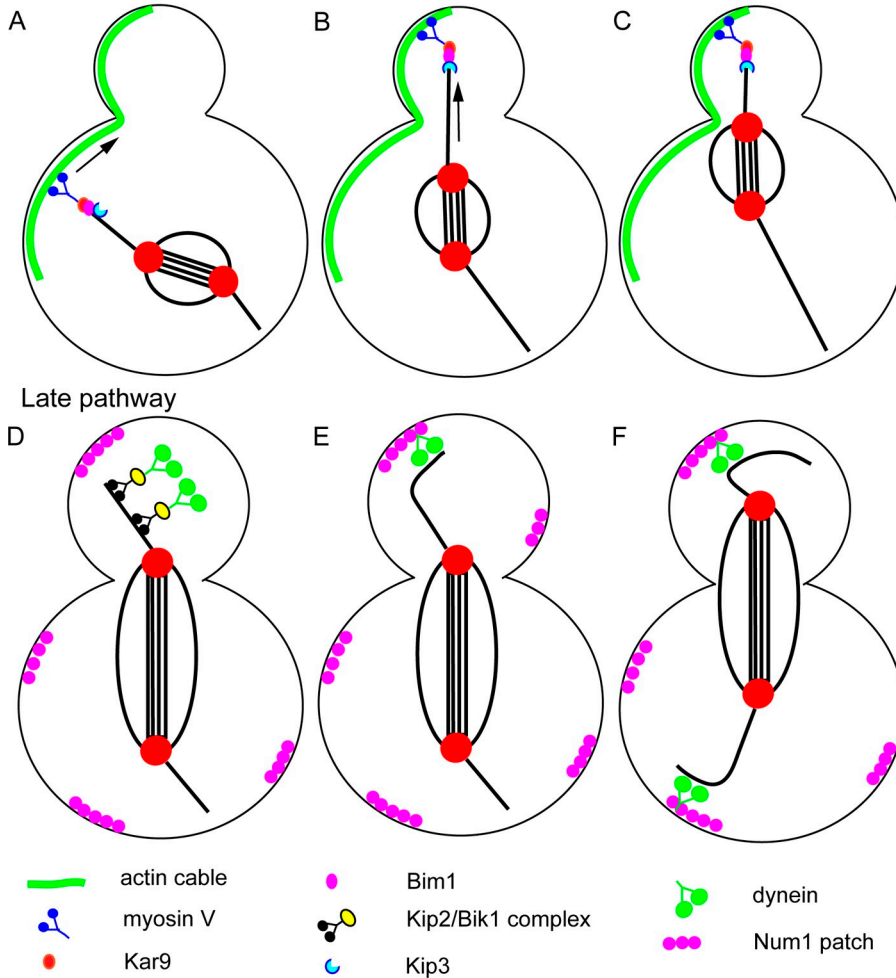 A
B
C
Late pathway
D
E
F
actin cable
Bim1
dynein
myosin V
Kip2/Bik1 complex
Num1 patch
Kar9
Kip3